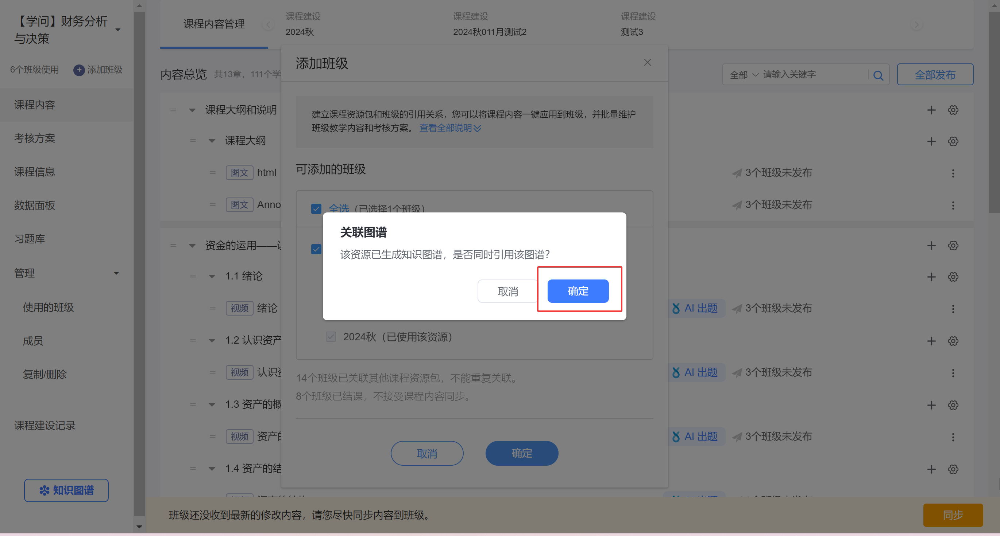 【学问】财务分析
与决策
6个班级使用
添加班级
课程内容
考核方案
课程信息
数据面板
习题库
管理
使用的班级
成员
复制/删除
课程建设记录
知识图谱
课程内容管理
课程建设
2024秋
课程建设
2024秋011月测试2
课程建设
测试3
内容总览
共13章，111个学
全部
请输入关键字
全部发布
课程大纲和说明
课程大纲
图文 html
3个班级未发布
图文 Anno
3个班级未发布
资金的运用——
1.1 绪论
视频 绪论
AI 出题
3个班级未发布
1.2 认识资产
视频 认识
AI 出题
3个班级未发布
1.3 资产的概
视频 资产
AI 出题
3个班级未发布
1.4 资产的结
添加班级
建立课程资源包和班级的引用关系，您可以将课程内容一键应用到班级，并批量维护
班级教学内容和考核方案。 查看全部说明
可添加的班级
全选（已选择1个班级）
关联图谱
该资源已生成知识图谱，是否同时引用该图谱？
取消
确定
2024秋（已使用该资源）
14个班级已关联其他课程资源包，不能重复关联。
8个班级已结课，不接受课程内容同步。
取消
确定
班级还没收到最新的修改内容，请您尽快同步内容到班级。
同步